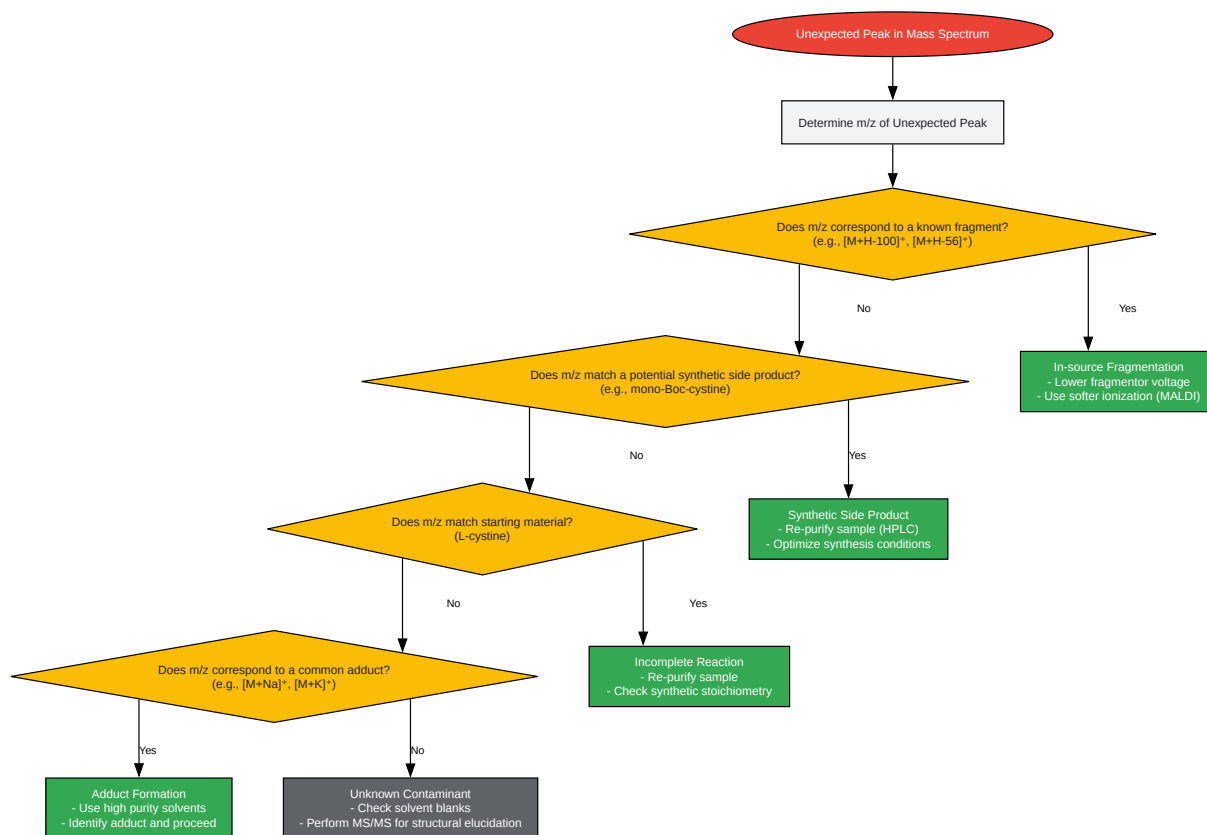 Unexpected Peak in Mass Spectrum
Determine m/z of Unexpected Peak
Does m/z correspond to a known fragment?
(e.g., [M+H-100]⁺, [M+H-56]⁺)
No
Yes
In-source Fragmentation
- Lower fragmentor voltage
- Use softer ionization (MALDI)
Does m/z match a potential synthetic side product?
(e.g., mono-Boc-cystine)
No
Yes
Synthetic Side Product
- Re-purify sample (HPLC)
- Optimize synthesis conditions
Does m/z match starting material?
(L-cystine)
No
Yes
Incomplete Reaction
- Re-purify sample
- Check synthetic stoichiometry
Does m/z correspond to a common adduct?
(e.g., [M+Na]⁺, [M+K]⁺)
Yes
No
Adduct Formation
- Use high purity solvents
- Identify adduct and proceed
Unknown Contaminant
- Check solvent blanks
- Perform MS/MS for structural elucidation